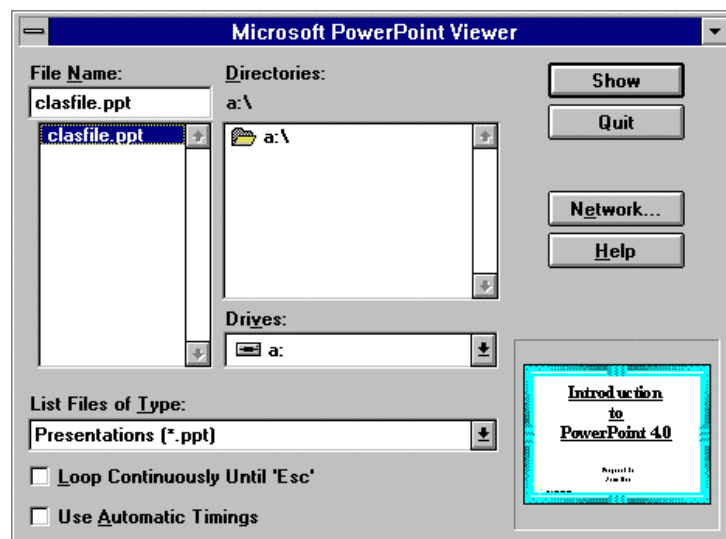 Microsoft PowerPoint Viewer
File Name:
clasfile.ppt
clasfile.ppt
Directories:
a:\
a:\
Drives:
a:
List Files of Type:
Presentations (*.ppt)
Loop Continuously Until 'Esc'
Use Automatic Timings
Show
Quit
Network...
Help
Introduction
to
PowerPoint 4.0